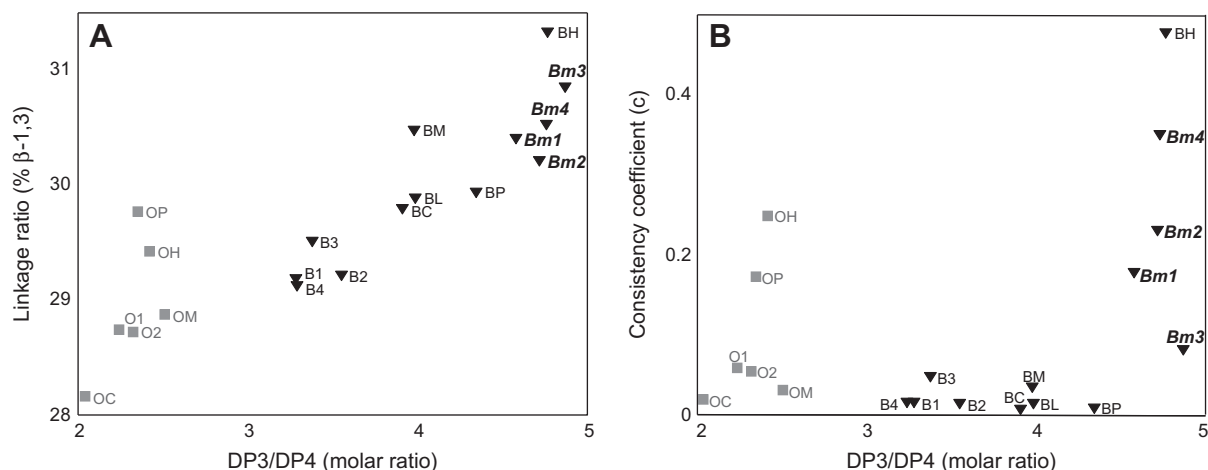 A
Linkage ratio (% β-1,3)
31
30
29
28
BH
Bm3
Bm4
BM
Bm1
Bm2
BP
BL
BC
OP
B3
OH
B1
B2
B4
OM
O1
O2
OC
2
3
4
5
DP3/DP4 (molar ratio)
B
Consistency coefficient (c)
0.4
0.2
0
BH
Bm4
OH
Bm2
Bm1
OP
Bm3
O1
O2
B3
BM
OM
OC
B4
B1
B2
BC
BL
BP
2
3
4
5
DP3/DP4 (molar ratio)